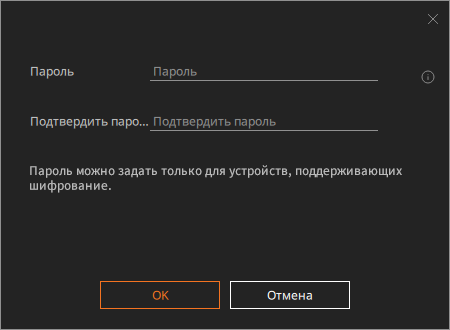 Пароль Пароль
Подтвердить паро... Подтвердить пароль
Пароль можно задать только для устройств, поддерживающих
шифрование.
OK Отмена